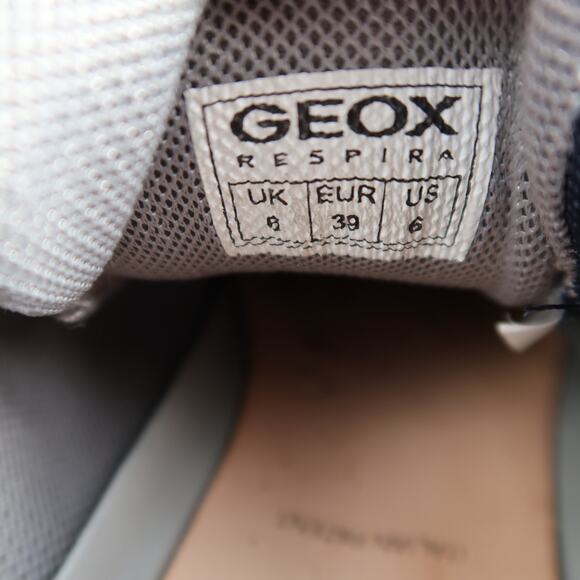 GEOX
RESPIRA
UK EUR US
6 39 6